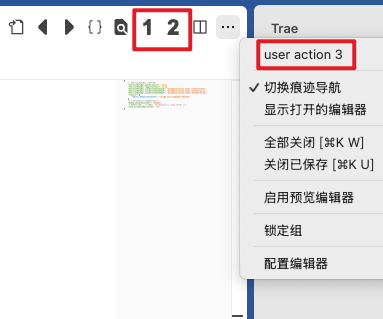 1 2
Trae
user action 3
切换痕迹导航
显示打开的编辑器
全部关闭 [⌘K W]
关闭已保存 [⌘K U]
启用预览编辑器
锁定组
配置编辑器